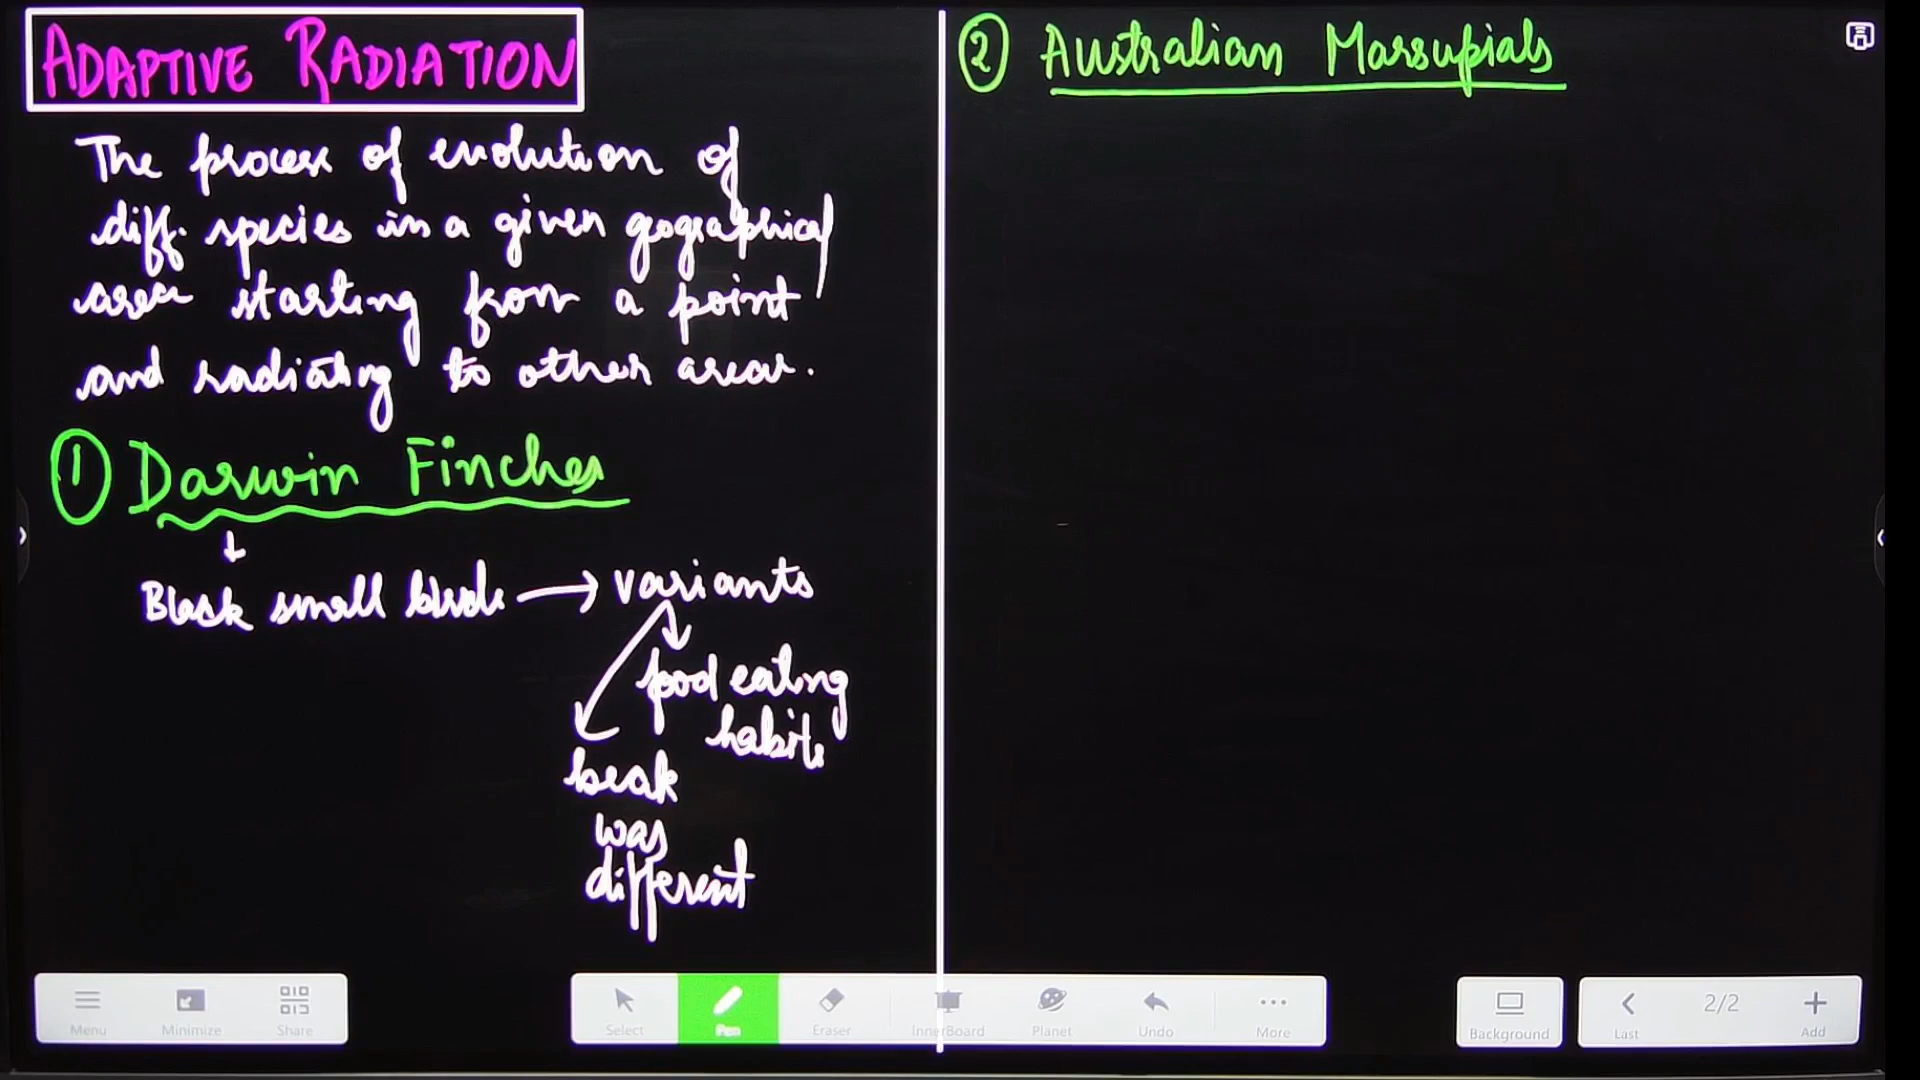 ADAPTIVE RADIATION
The process of evolution of
diff. species in a given gographical
area starting from a point
and radiating to other areas.
① Darwin Finches
↓
Black small birds → variants
food eating
habits
beak
was
different
② Australian Marsupials
Menu Minimize Share
Select Pen Eraser InnerBoard Planet Undo More
Background
Last 2/2 Add